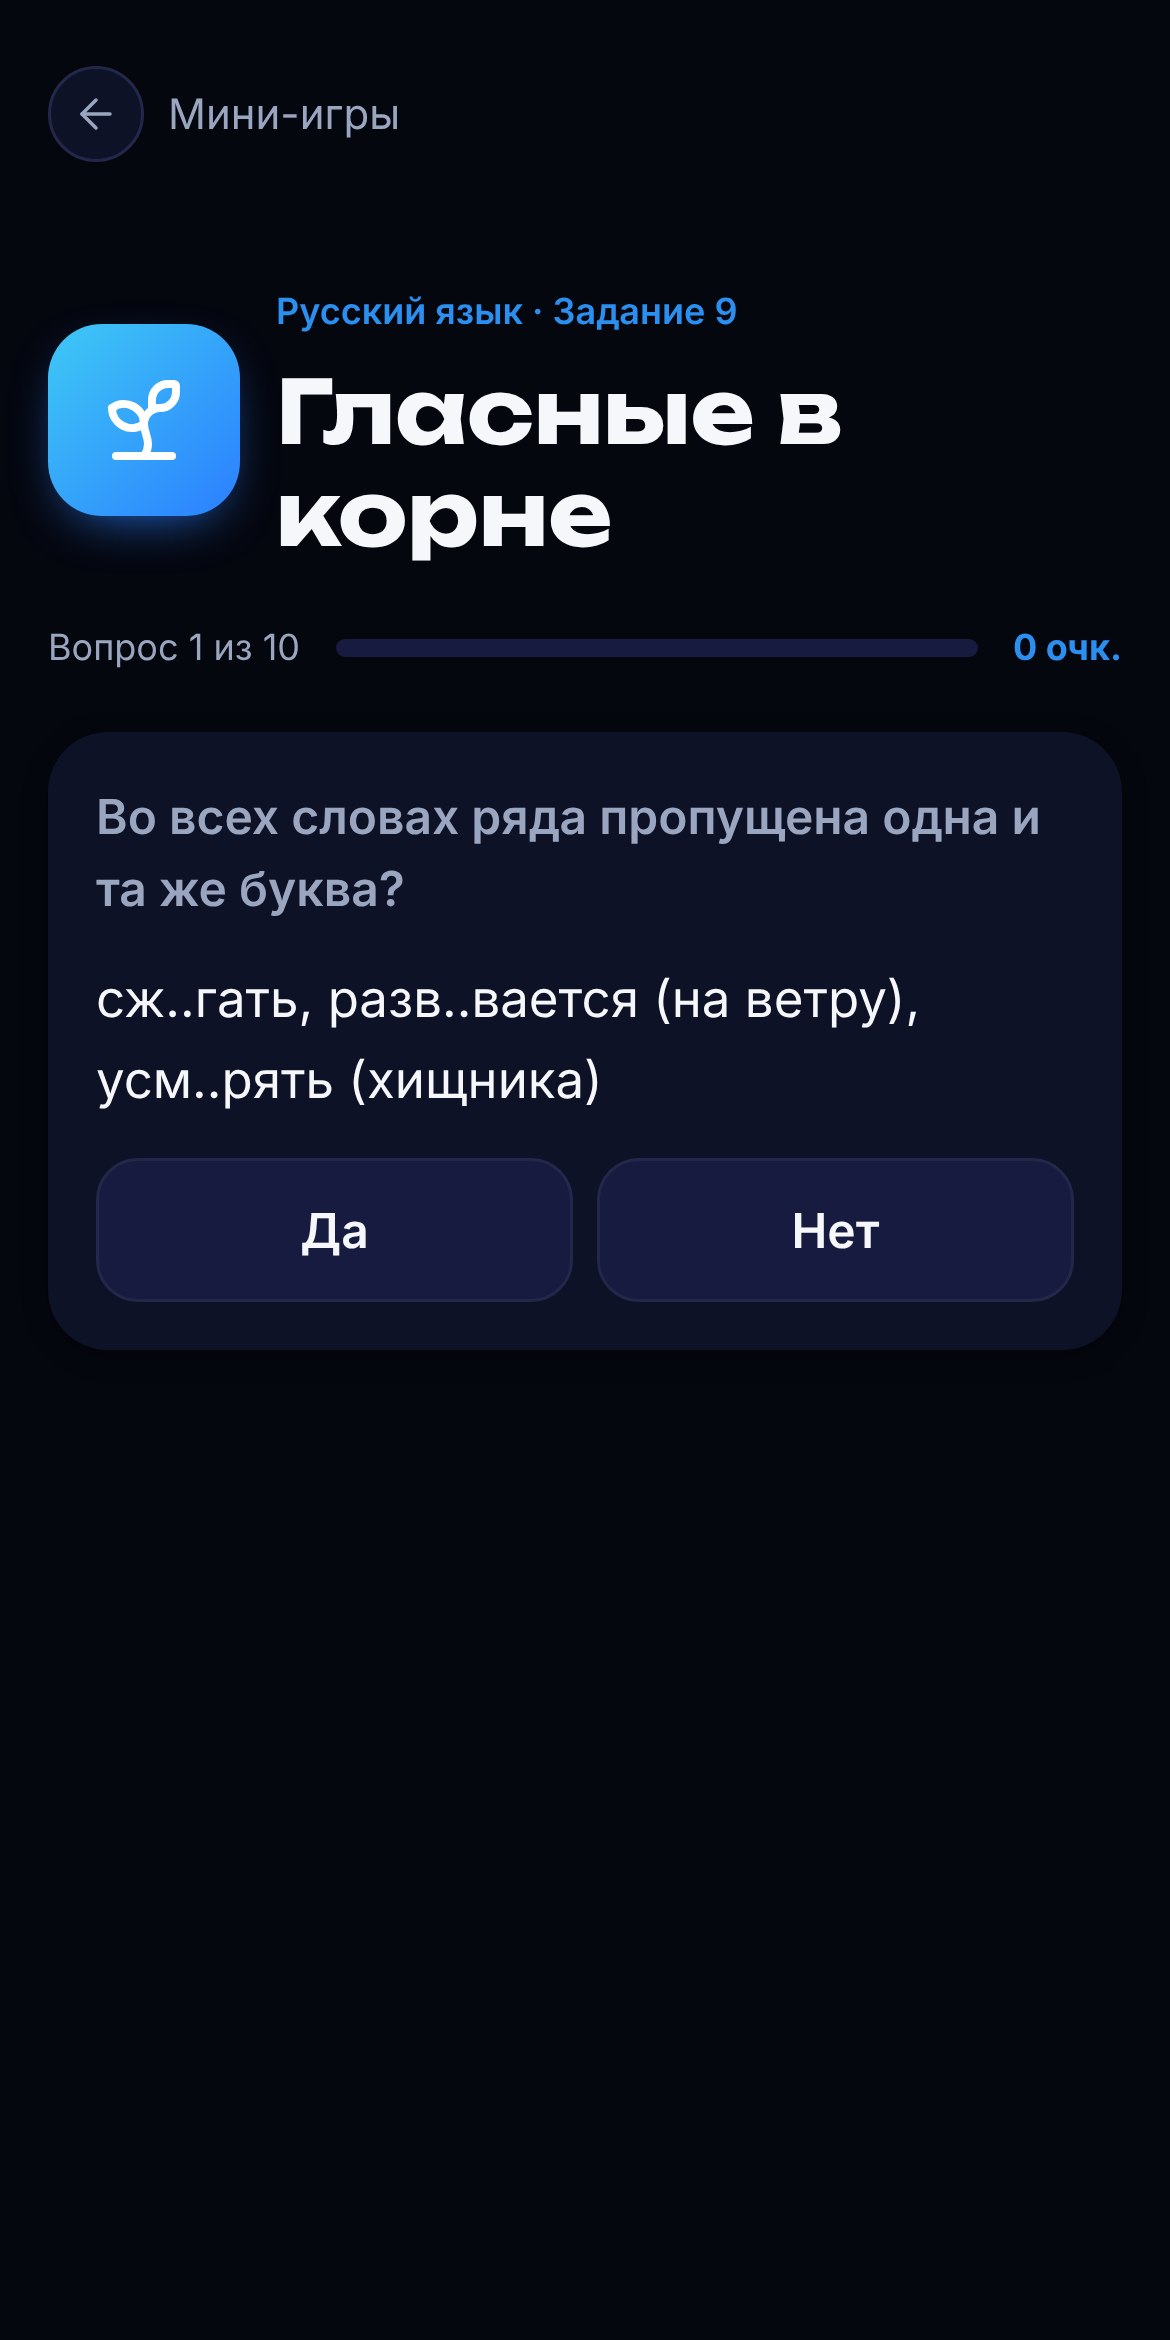 Мини-игры
Русский язык · Задание 9
Гласные в
корне
Вопрос 1 из 10
0 очк.
Во всех словах ряда пропущена одна и
та же буква?
сж..гать, разв..вается (на ветру),
усм..рять (хищника)
Да
Нет